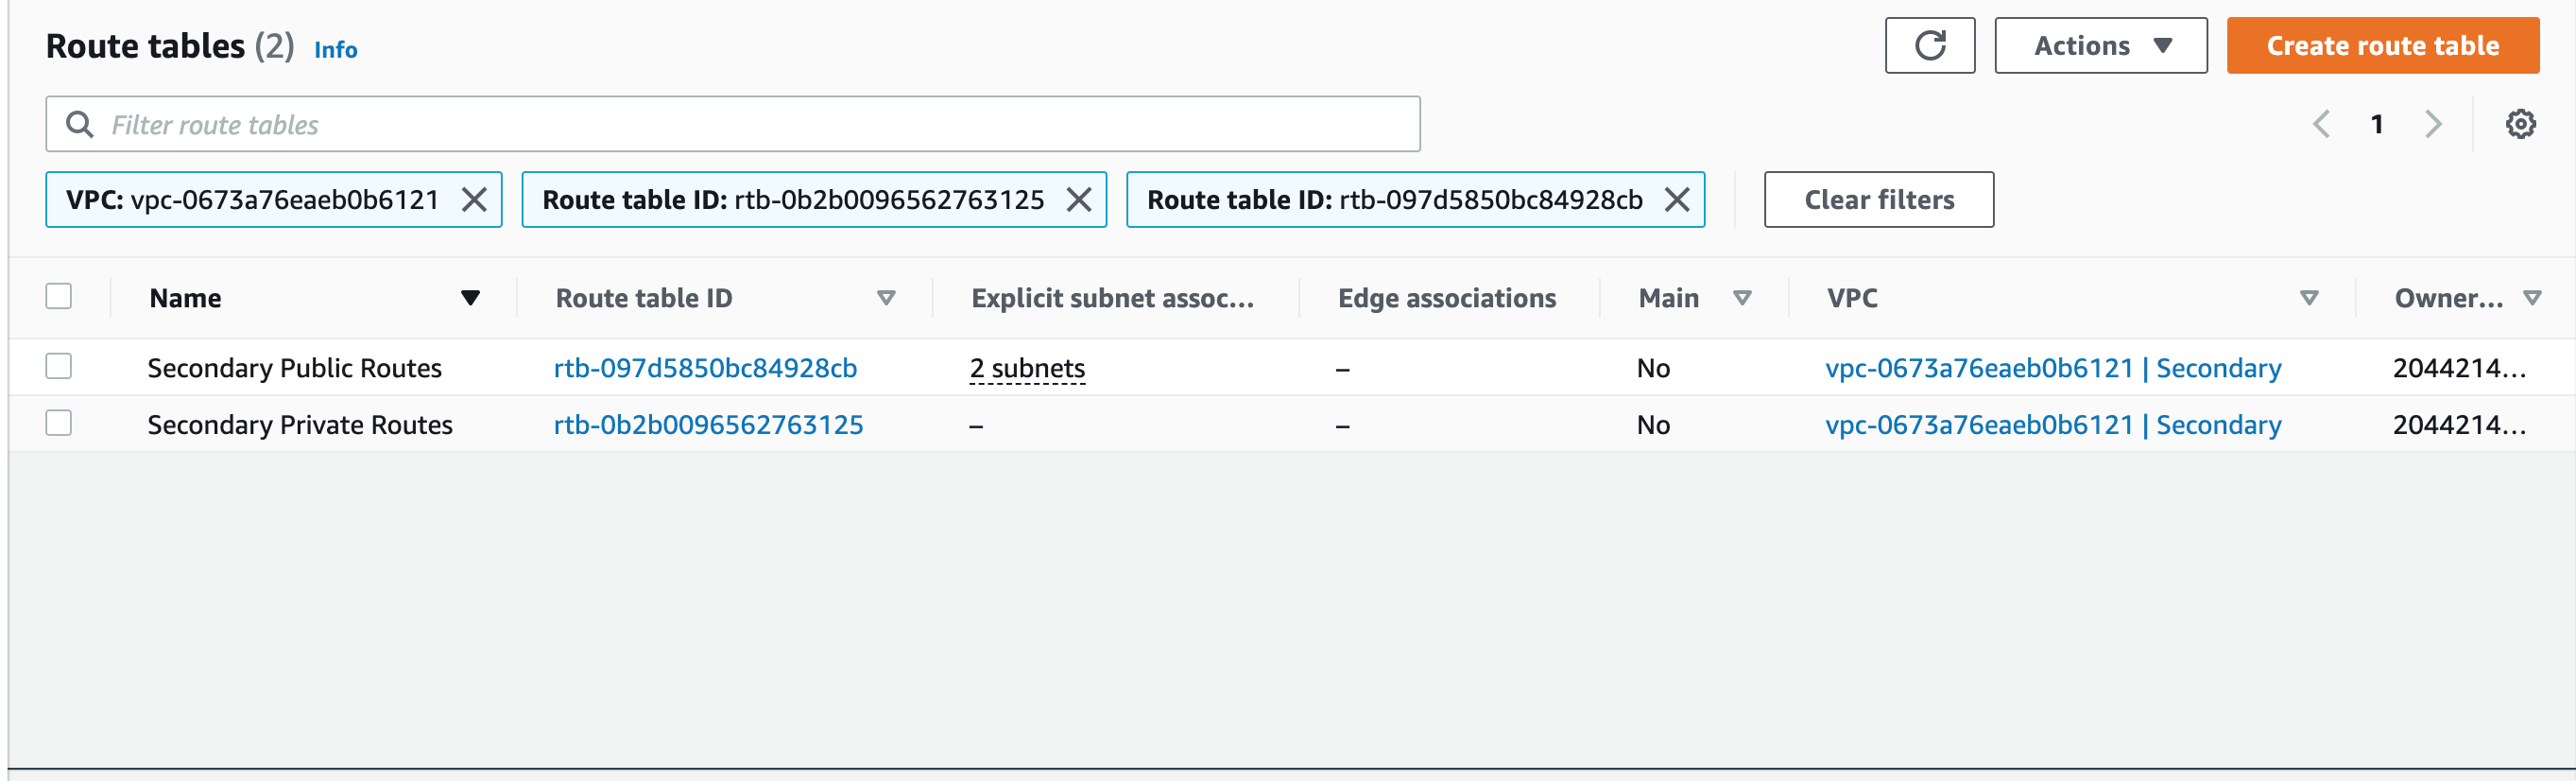 Route tables (2) Info
Actions
Create route table
Filter route tables
1
VPC: vpc-0673a76eaeb0b6121
Route table ID: rtb-0b2b0096562763125
Route table ID: rtb-097d5850bc84928cb
Clear filters
Name Route table ID Explicit subnet assoc... Edge associations Main VPC Owner...
Secondary Public Routes rtb-097d5850bc84928cb 2 subnets – No vpc-0673a76eaeb0b6121 | Secondary 2044214...
Secondary Private Routes rtb-0b2b0096562763125 – – No vpc-0673a76eaeb0b6121 | Secondary 2044214...